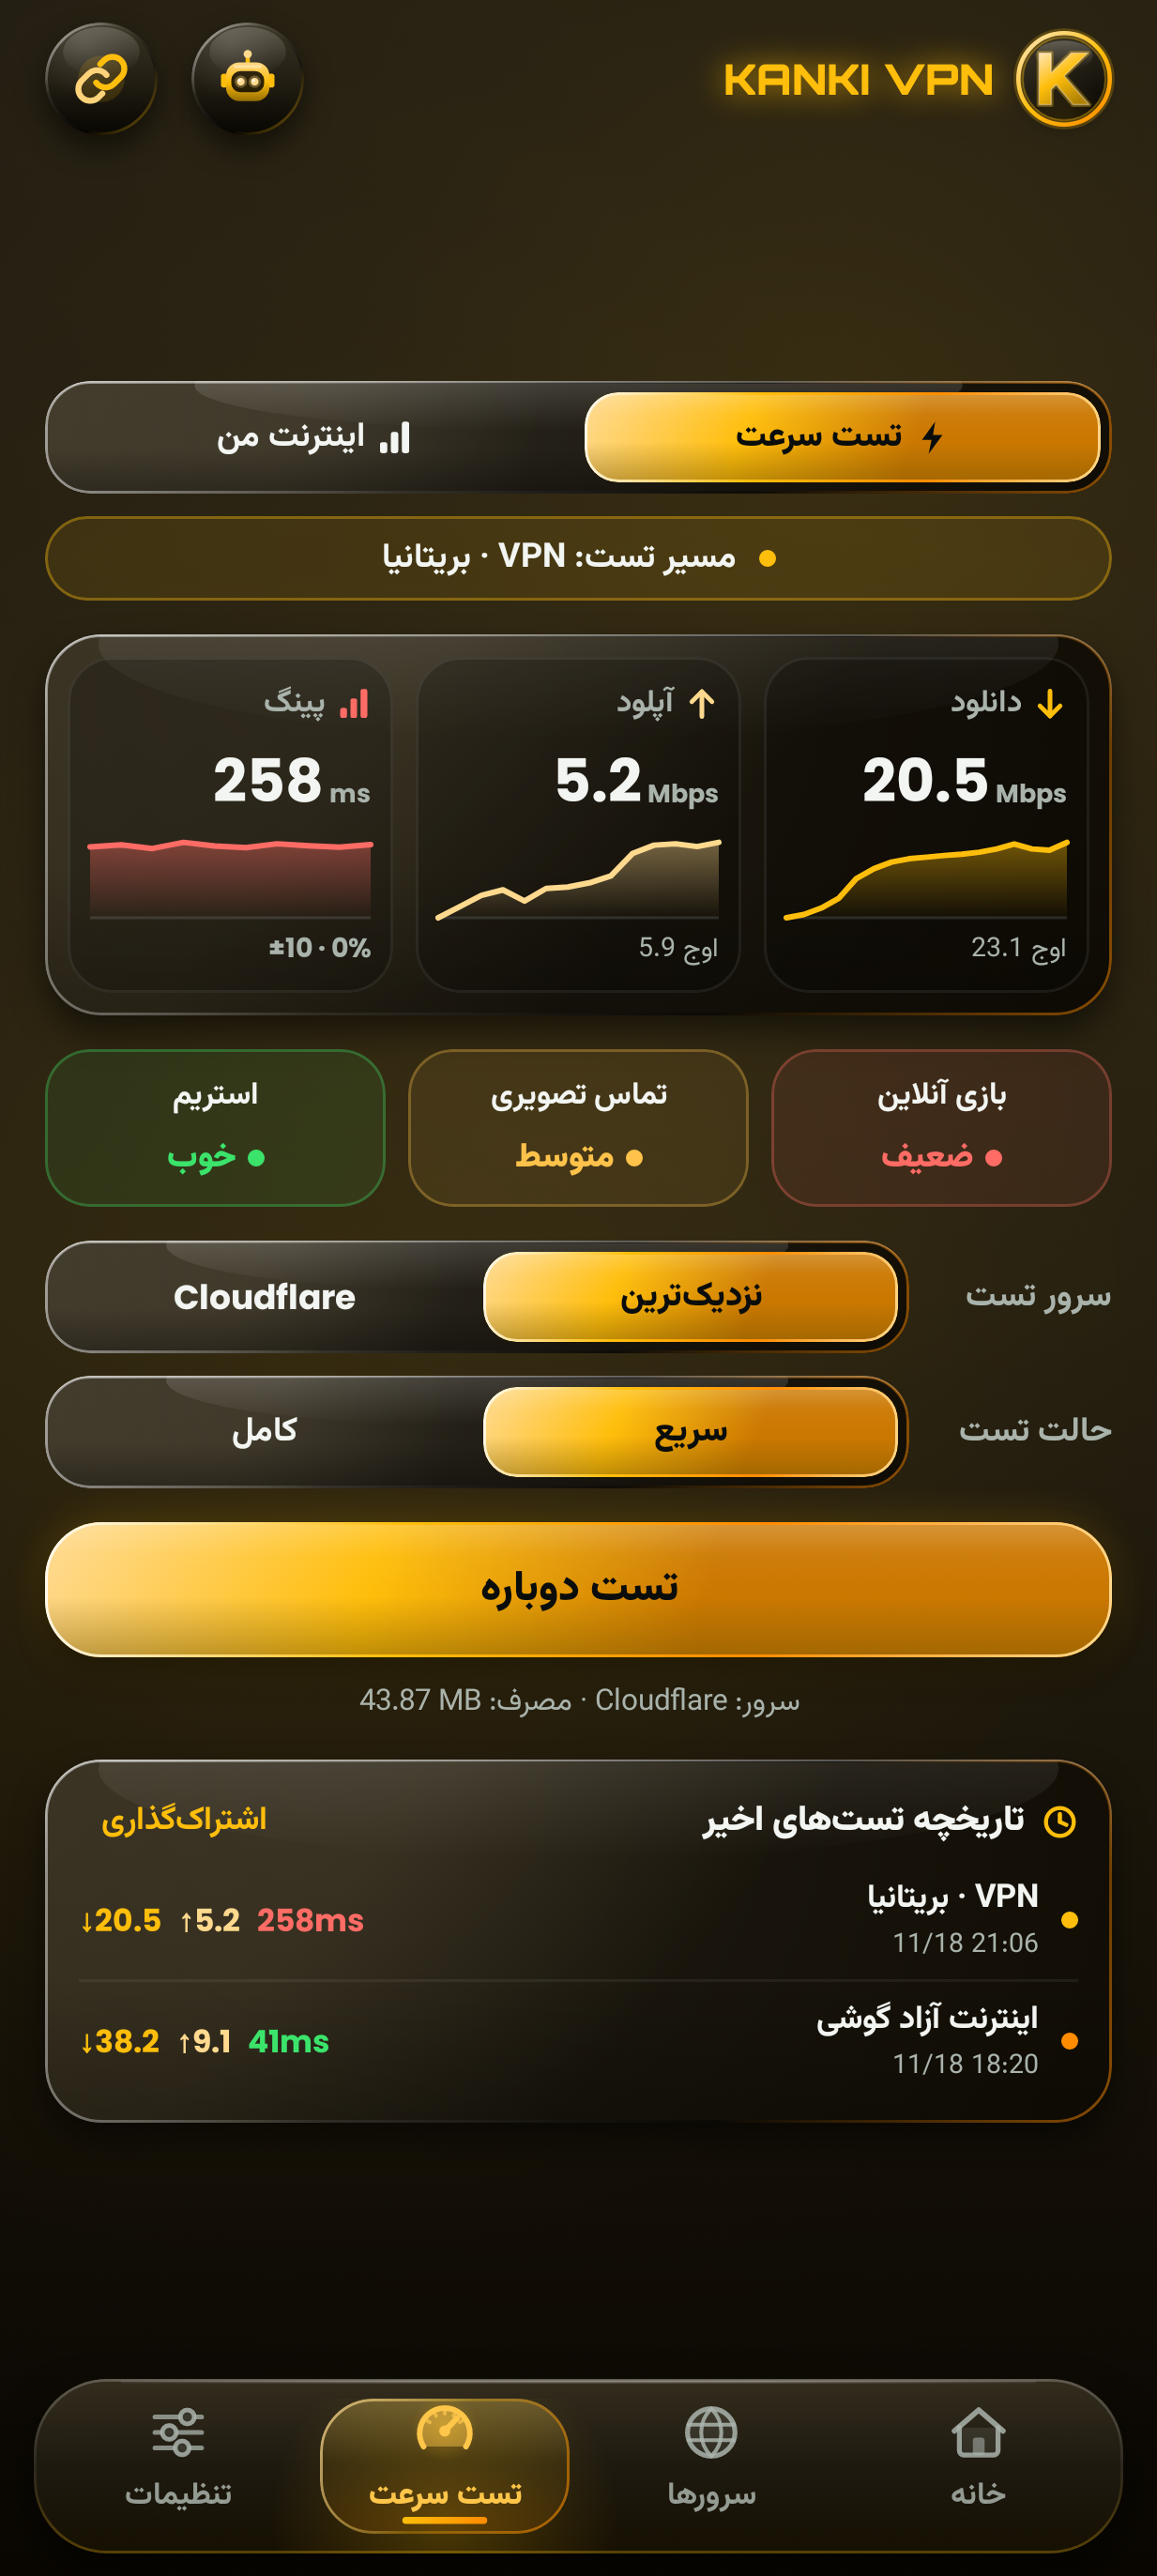 K KANKI VPN
تست سرعت
اینترنت من
مسیر تست: VPN · بریتانیا
دانلود
20.5 Mbps
اوج 23.1
آپلود
5.2 Mbps
اوج 5.9
پینگ
258 ms
±10 · 0%
بازی آنلاین
ضعیف
تماس تصویری
متوسط
استریم
خوب
سرور تست
نزدیک‌ترین
Cloudflare
حالت تست
سریع
کامل
تست دوباره
سرور: Cloudflare · مصرف: 43.87 MB
تاریخچه تست‌های اخیر
اشتراک‌گذاری
VPN · بریتانیا
11/18 21:06
↓20.5 ↑5.2 258ms
اینترنت آزاد گوشی
11/18 18:20
↓38.2 ↑9.1 41ms
خانه
سرورها
تست سرعت
تنظیمات